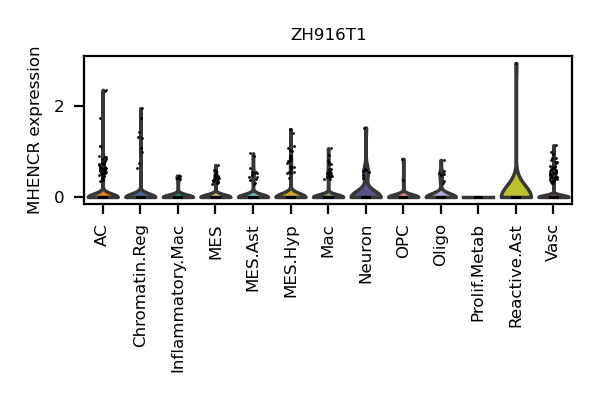 ZH916T1
MHENCR expression
2
0
AC
Chromatin.Reg
Inflammatory.Mac
MES
MES.Ast
MES.Hyp
Mac
Neuron
OPC
Oligo
Prolif.Metab
Reactive.Ast
Vasc